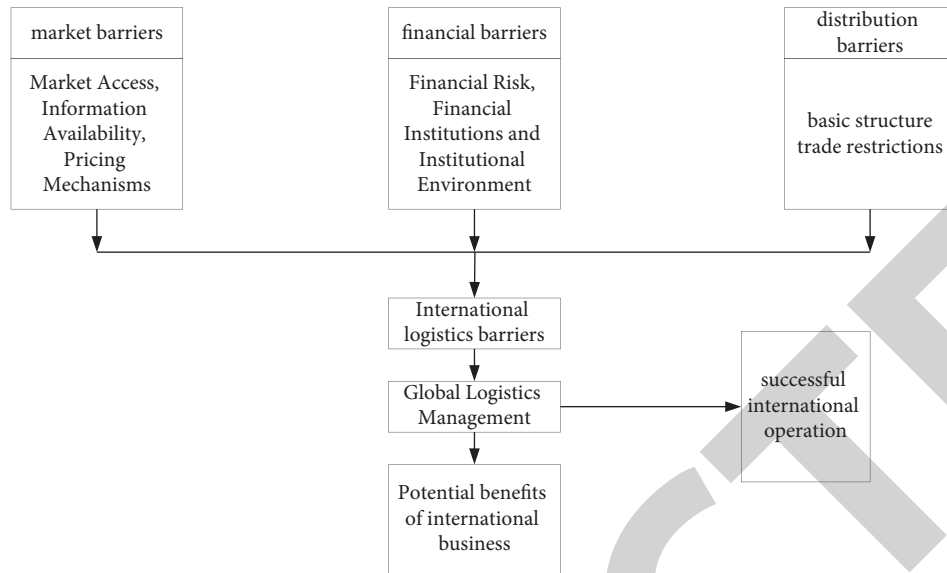 market barriers
Market Access,
Information
Availability,
Pricing
Mechanisms
financial barriers
Financial Risk,
Financial
Institutions and
Institutional
Environment
distribution
barriers
basic structure
trade restrictions
International
logistics barriers
Global Logistics
Management
successful
international
operation
Potential benefits
of international
business